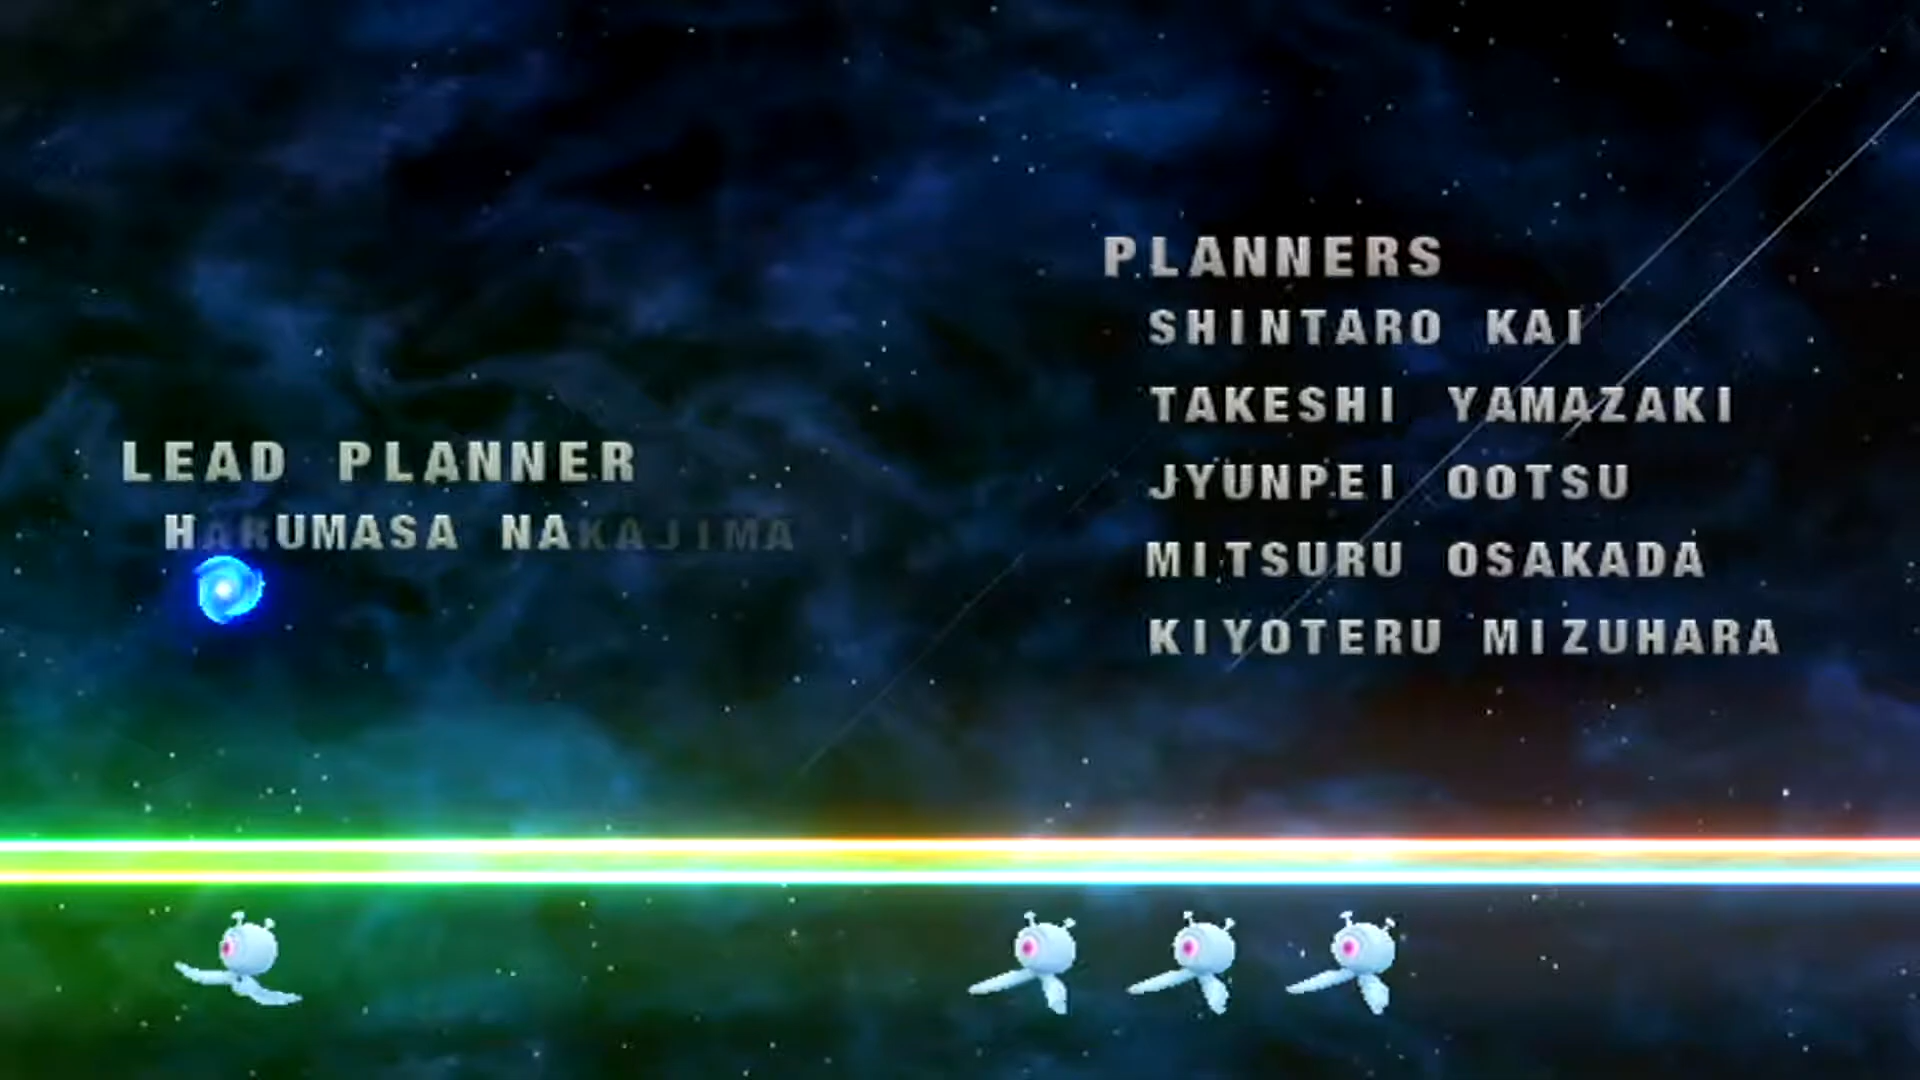 LEAD PLANNER
HARUMASA NAKAJIMA
PLANNERS
SHINTARO KAI
TAKESHI YAMAZAKI
JYUNPEI OOTSU
MITSURU OSAKADA
KIYOTERU MIZUHARA